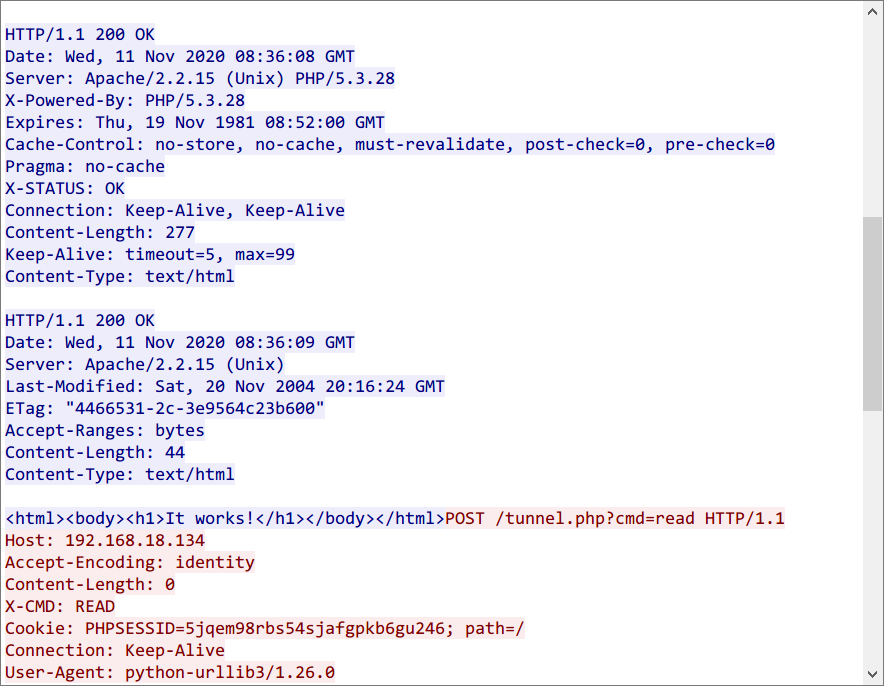 HTTP/1.1 200 OK
Date: Wed, 11 Nov 2020 08:36:08 GMT
Server: Apache/2.2.15 (Unix) PHP/5.3.28
X-Powered-By: PHP/5.3.28
Expires: Thu, 19 Nov 1981 08:52:00 GMT
Cache-Control: no-store, no-cache, must-revalidate, post-check=0, pre-check=0
Pragma: no-cache
X-STATUS: OK
Connection: Keep-Alive, Keep-Alive
Content-Length: 277
Keep-Alive: timeout=5, max=99
Content-Type: text/html

HTTP/1.1 200 OK
Date: Wed, 11 Nov 2020 08:36:09 GMT
Server: Apache/2.2.15 (Unix)
Last-Modified: Sat, 20 Nov 2004 20:16:24 GMT
ETag: "4466531-2c-3e9564c23b600"
Accept-Ranges: bytes
Content-Length: 44
Content-Type: text/html

<html><body><h1>It works!</h1></body></html>POST /tunnel.php?cmd=read HTTP/1.1
Host: 192.168.18.134
Accept-Encoding: identity
Content-Length: 0
X-CMD: READ
Cookie: PHPSESSID=5jqem98rbs54sjafgpkb6gu246; path=/
Connection: Keep-Alive
User-Agent: python-urllib3/1.26.0